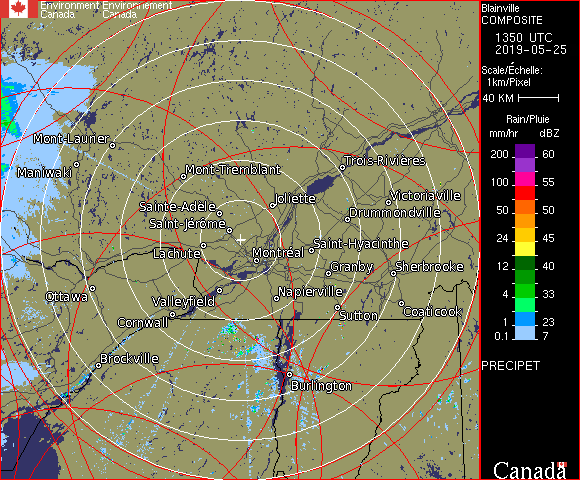 Environment Environnement
Canada Canada
Blainville
COMPOSITE
1350 UTC
2019-05-25
Scale/Échelle:
1km/Pixel
40 KM
Rain/Pluie
mm/hr dBZ
200 60
100 55
50 50
24 45
12 40
4 33
1 23
0.1 7
PRECIPET
Canada
Mont-Laurier
Maniwaki
Mont-Tremblant
Trois-Rivières
Sainte-Adèle
Joliette
Victoriaville
Drummondville
Saint-Jérôme
Lachute
Montréal
Saint-Hyacinthe
Granby
Sherbrooke
Ottawa
Valleyfield
Napierville
Cornwall
Sutton
Coaticook
Brockville
Burlington